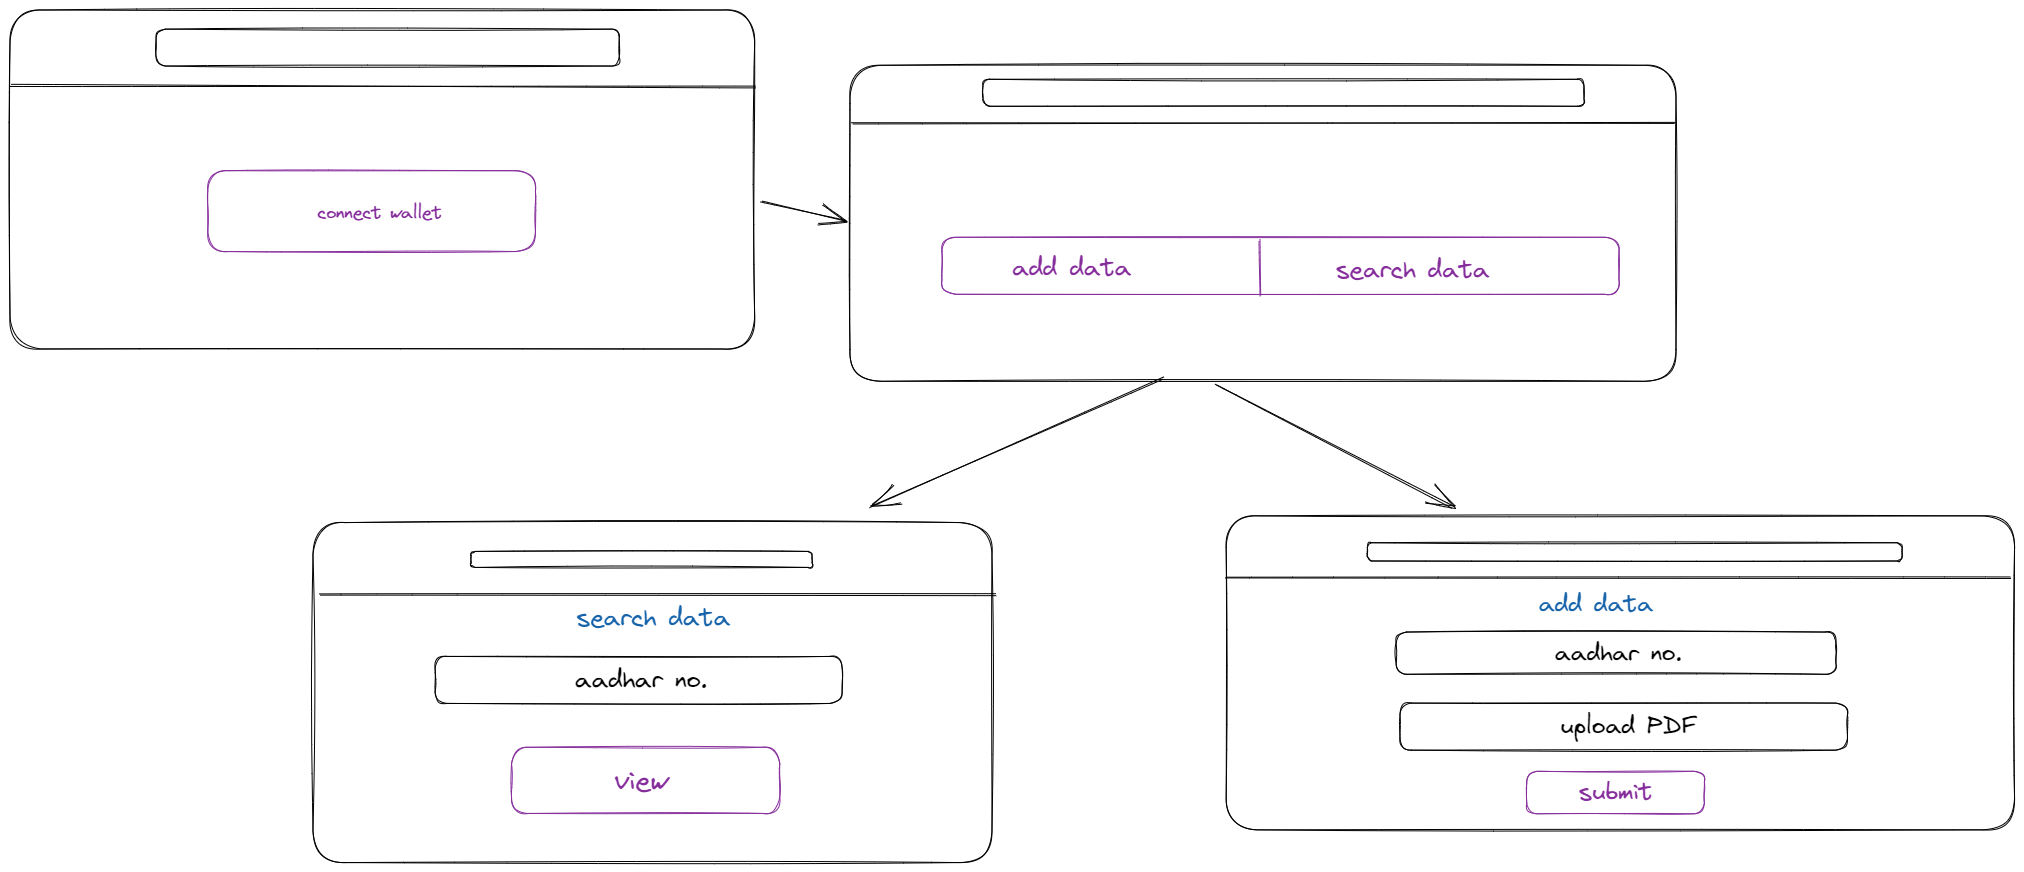 connect wallet
add data
search data
search data
aadhar no.
view
add data
aadhar no.
upload PDF
submit